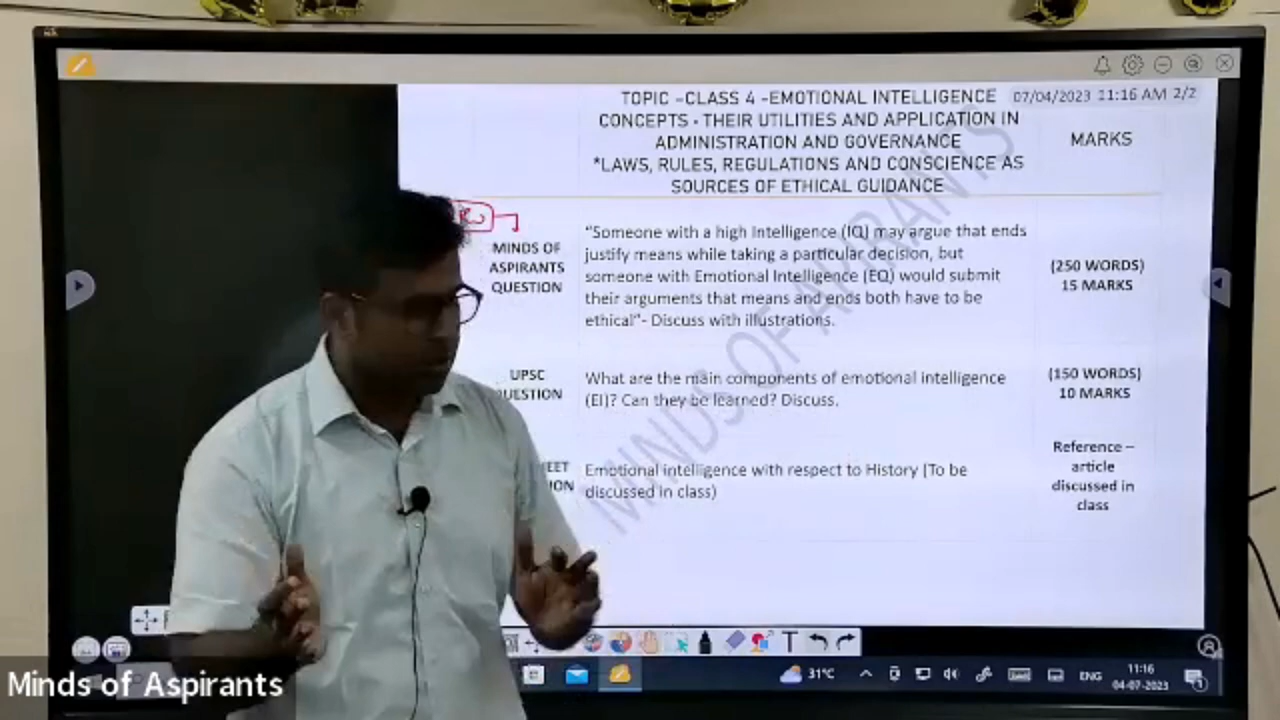 TOPIC –CLASS 4 –EMOTIONAL INTELLIGENCE
CONCEPTS - THEIR UTILITIES AND APPLICATION IN
ADMINISTRATION AND GOVERNANCE
*LAWS, RULES, REGULATIONS AND CONSCIENCE AS
SOURCES OF ETHICAL GUIDANCE
07/04/2023 11:16 AM 2/2
MARKS
MINDS OF
ASPIRANTS
QUESTION
"Someone with a high Intelligence (IQ) may argue that ends
justify means while taking a particular decision, but
someone with Emotional Intelligence (EQ) would submit
their arguments that means and ends both have to be
ethical"- Discuss with illustrations.
(250 WORDS)
15 MARKS
UPSC
QUESTION
What are the main components of emotional intelligence
(EI)? Can they be learned? Discuss.
(150 WORDS)
10 MARKS
Emotional intelligence with respect to History (To be
discussed in class)
Reference –
article
discussed in
class
MINDS OF ASPIRANTS
31°C
ENG
11:16
04-07-2023
Minds of Aspirants